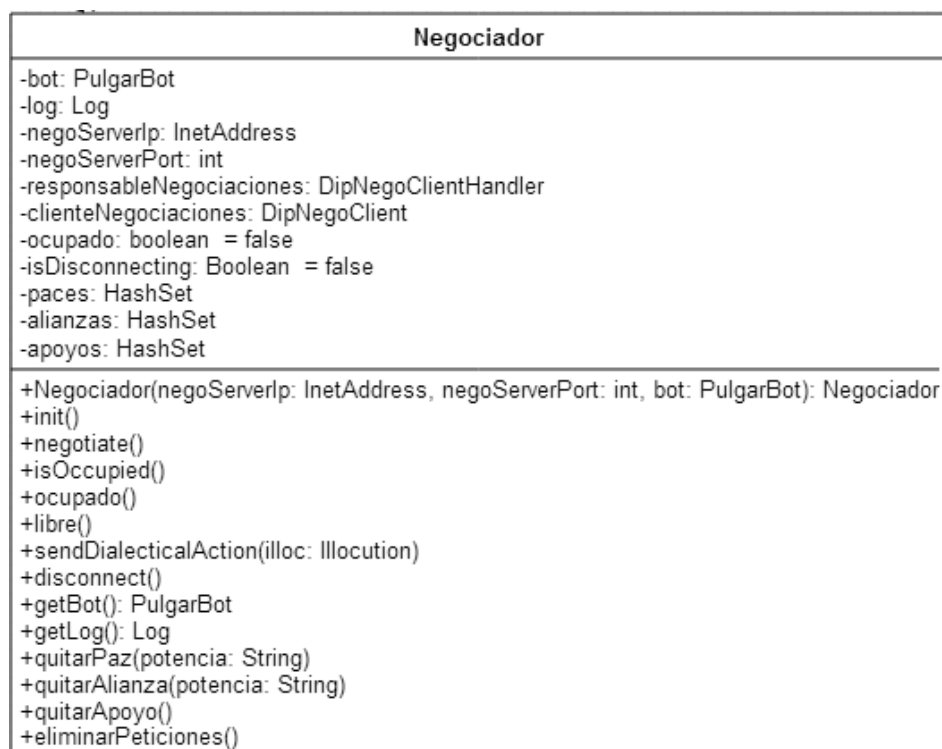 Negociador
-bot: PulgarBot
-log: Log
-negoServerIp: InetAddress
-negoServerPort: int
-responsableNegociaciones: DipNegoClientHandler
-clienteNegociaciones: DipNegoClient
-ocupado: boolean = false
-isDisconnecting: Boolean = false
-paces: HashSet
-alianzas: HashSet
-apoyos: HashSet
+Negociador(negoServerIp: InetAddress, negoServerPort: int, bot: PulgarBot): Negociador
+init()
+negotiate()
+isOccupied()
+ocupado()
+libre()
+sendDialecticalAction(illoc: Illocution)
+disconnect()
+getBot(): PulgarBot
+getLog(): Log
+quitarPaz(potencia: String)
+quitarAlianza(potencia: String)
+quitarApoyo()
+eliminarPeticiones()